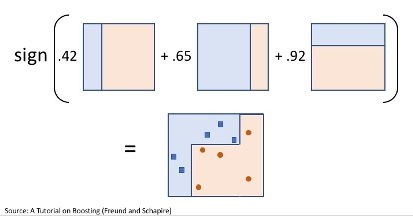 sign .42 + .65 + .92
=
Source: A Tutorial on Boosting (Freund and Schapire)